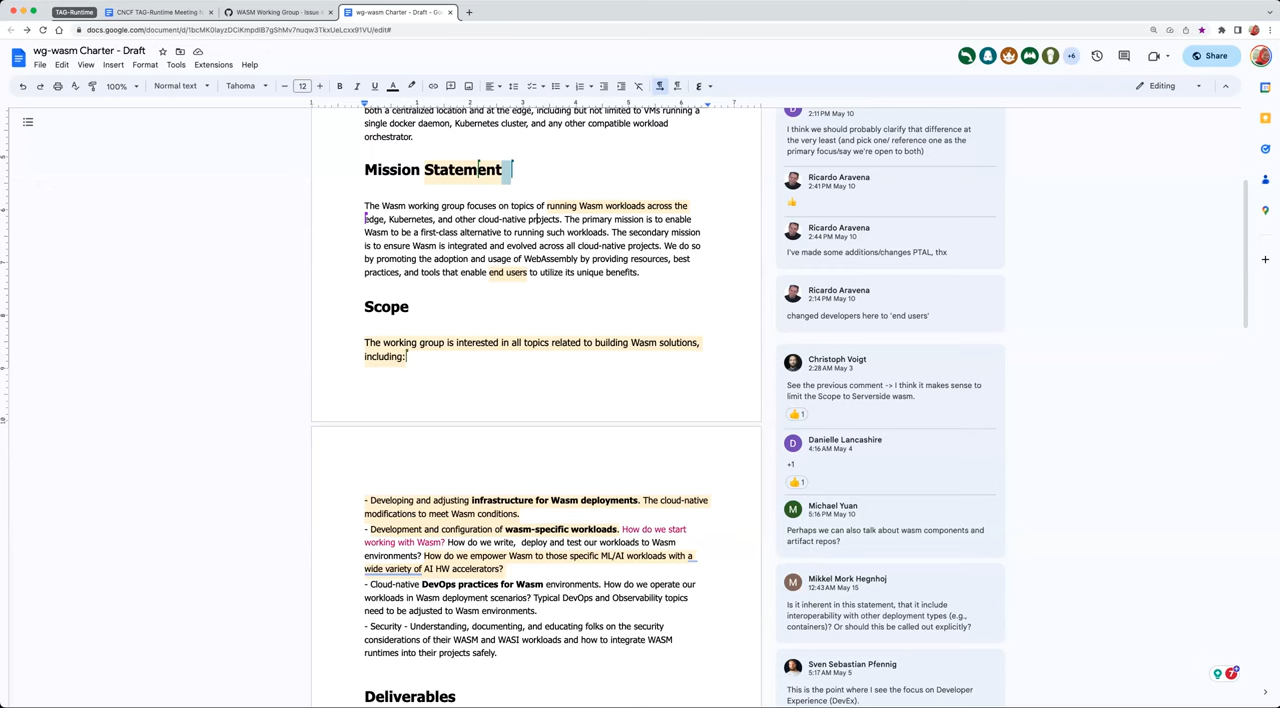 TAG-Runtime
CNCF TAG-Runtime Meeting N
WASM Working Group · Issue
wg-wasm Charter - Draft - Goo
docs.google.com/document/d/1bcMK0layzDCiKmpdlB7gShMv7nuqw3TkxUeLcxx91VU/edit#
wg-wasm Charter - Draft
File Edit View Insert Format Tools Extensions Help
+6
Share
100% Normal text Tahoma 12 B I U A Editing
1 1 2 3 4 5 6 7
both a centralized location and at the edge, including but not limited to VMs running a
single docker daemon, Kubernetes cluster, and any other compatible workload
orchestrator.
Mission Statement
The Wasm working group focuses on topics of running Wasm workloads across the
edge, Kubernetes, and other cloud-native projects. The primary mission is to enable
Wasm to be a first-class alternative to running such workloads. The secondary mission
is to ensure Wasm is integrated and evolved across all cloud-native projects. We do so
by promoting the adoption and usage of WebAssembly by providing resources, best
practices, and tools that enable end users to utilize its unique benefits.
Scope
The working group is interested in all topics related to building Wasm solutions,
including:
- Developing and adjusting infrastructure for Wasm deployments. The cloud-native
modifications to meet Wasm conditions.
- Development and configuration of wasm-specific workloads. How do we start
working with Wasm? How do we write,  deploy and test our workloads to Wasm
environments? How do we empower Wasm to those specific ML/AI workloads with a
wide variety of AI HW accelerators?
- Cloud-native DevOps practices for Wasm environments. How do we operate our
workloads in Wasm deployment scenarios? Typical DevOps and Observability topics
need to be adjusted to Wasm environments.
- Security - Understanding, documenting, and educating folks on the security
considerations of their WASM and WASI workloads and how to integrate WASM
runtimes into their projects safely.
Deliverables
D
2:11 PM May 10
I think we should probably clarify that difference at
the very least (and pick one/ reference one as the
primary focus/say we're open to both)
Ricardo Aravena
2:41 PM May 10
👍
Ricardo Aravena
2:44 PM May 10
I've made some additions/changes PTAL, thx
Ricardo Aravena
2:14 PM May 10
changed developers here to 'end users'
Christoph Voigt
2:28 AM May 3
See the previous comment -> I think it makes sense to
limit the Scope to Serverside wasm.
👍 1
D
Danielle Lancashire
4:16 AM May 4
+1
👍 1
M
Michael Yuan
5:16 PM May 10
Perhaps we can also talk about wasm components and
artifact repos?
M
Mikkel Mork Hegnhoj
12:43 AM May 15
Is it inherent in this statement, that it include
interoperability with other deployment types (e.g.,
containers)? Or should this be called out explicitly?
Sven Sebastian Pfennig
5:17 AM May 5
This is the point where I see the focus on Developer
Experience (DevEx).
7